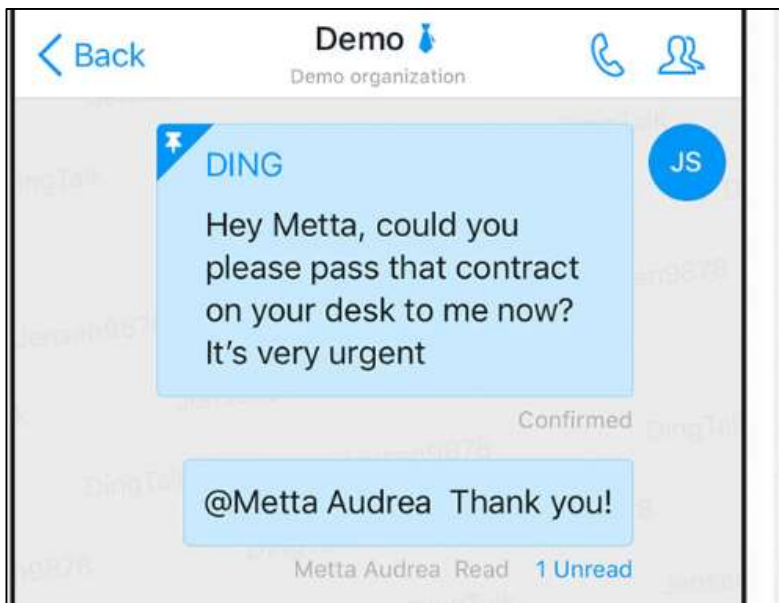 Back
Demo
Demo organization
DING
JS
Hey Metta, could you
please pass that contract
on your desk to me now?
It's very urgent
Confirmed
@Metta Audrea  Thank you!
Metta Audrea  Read  1 Unread
DingTalk